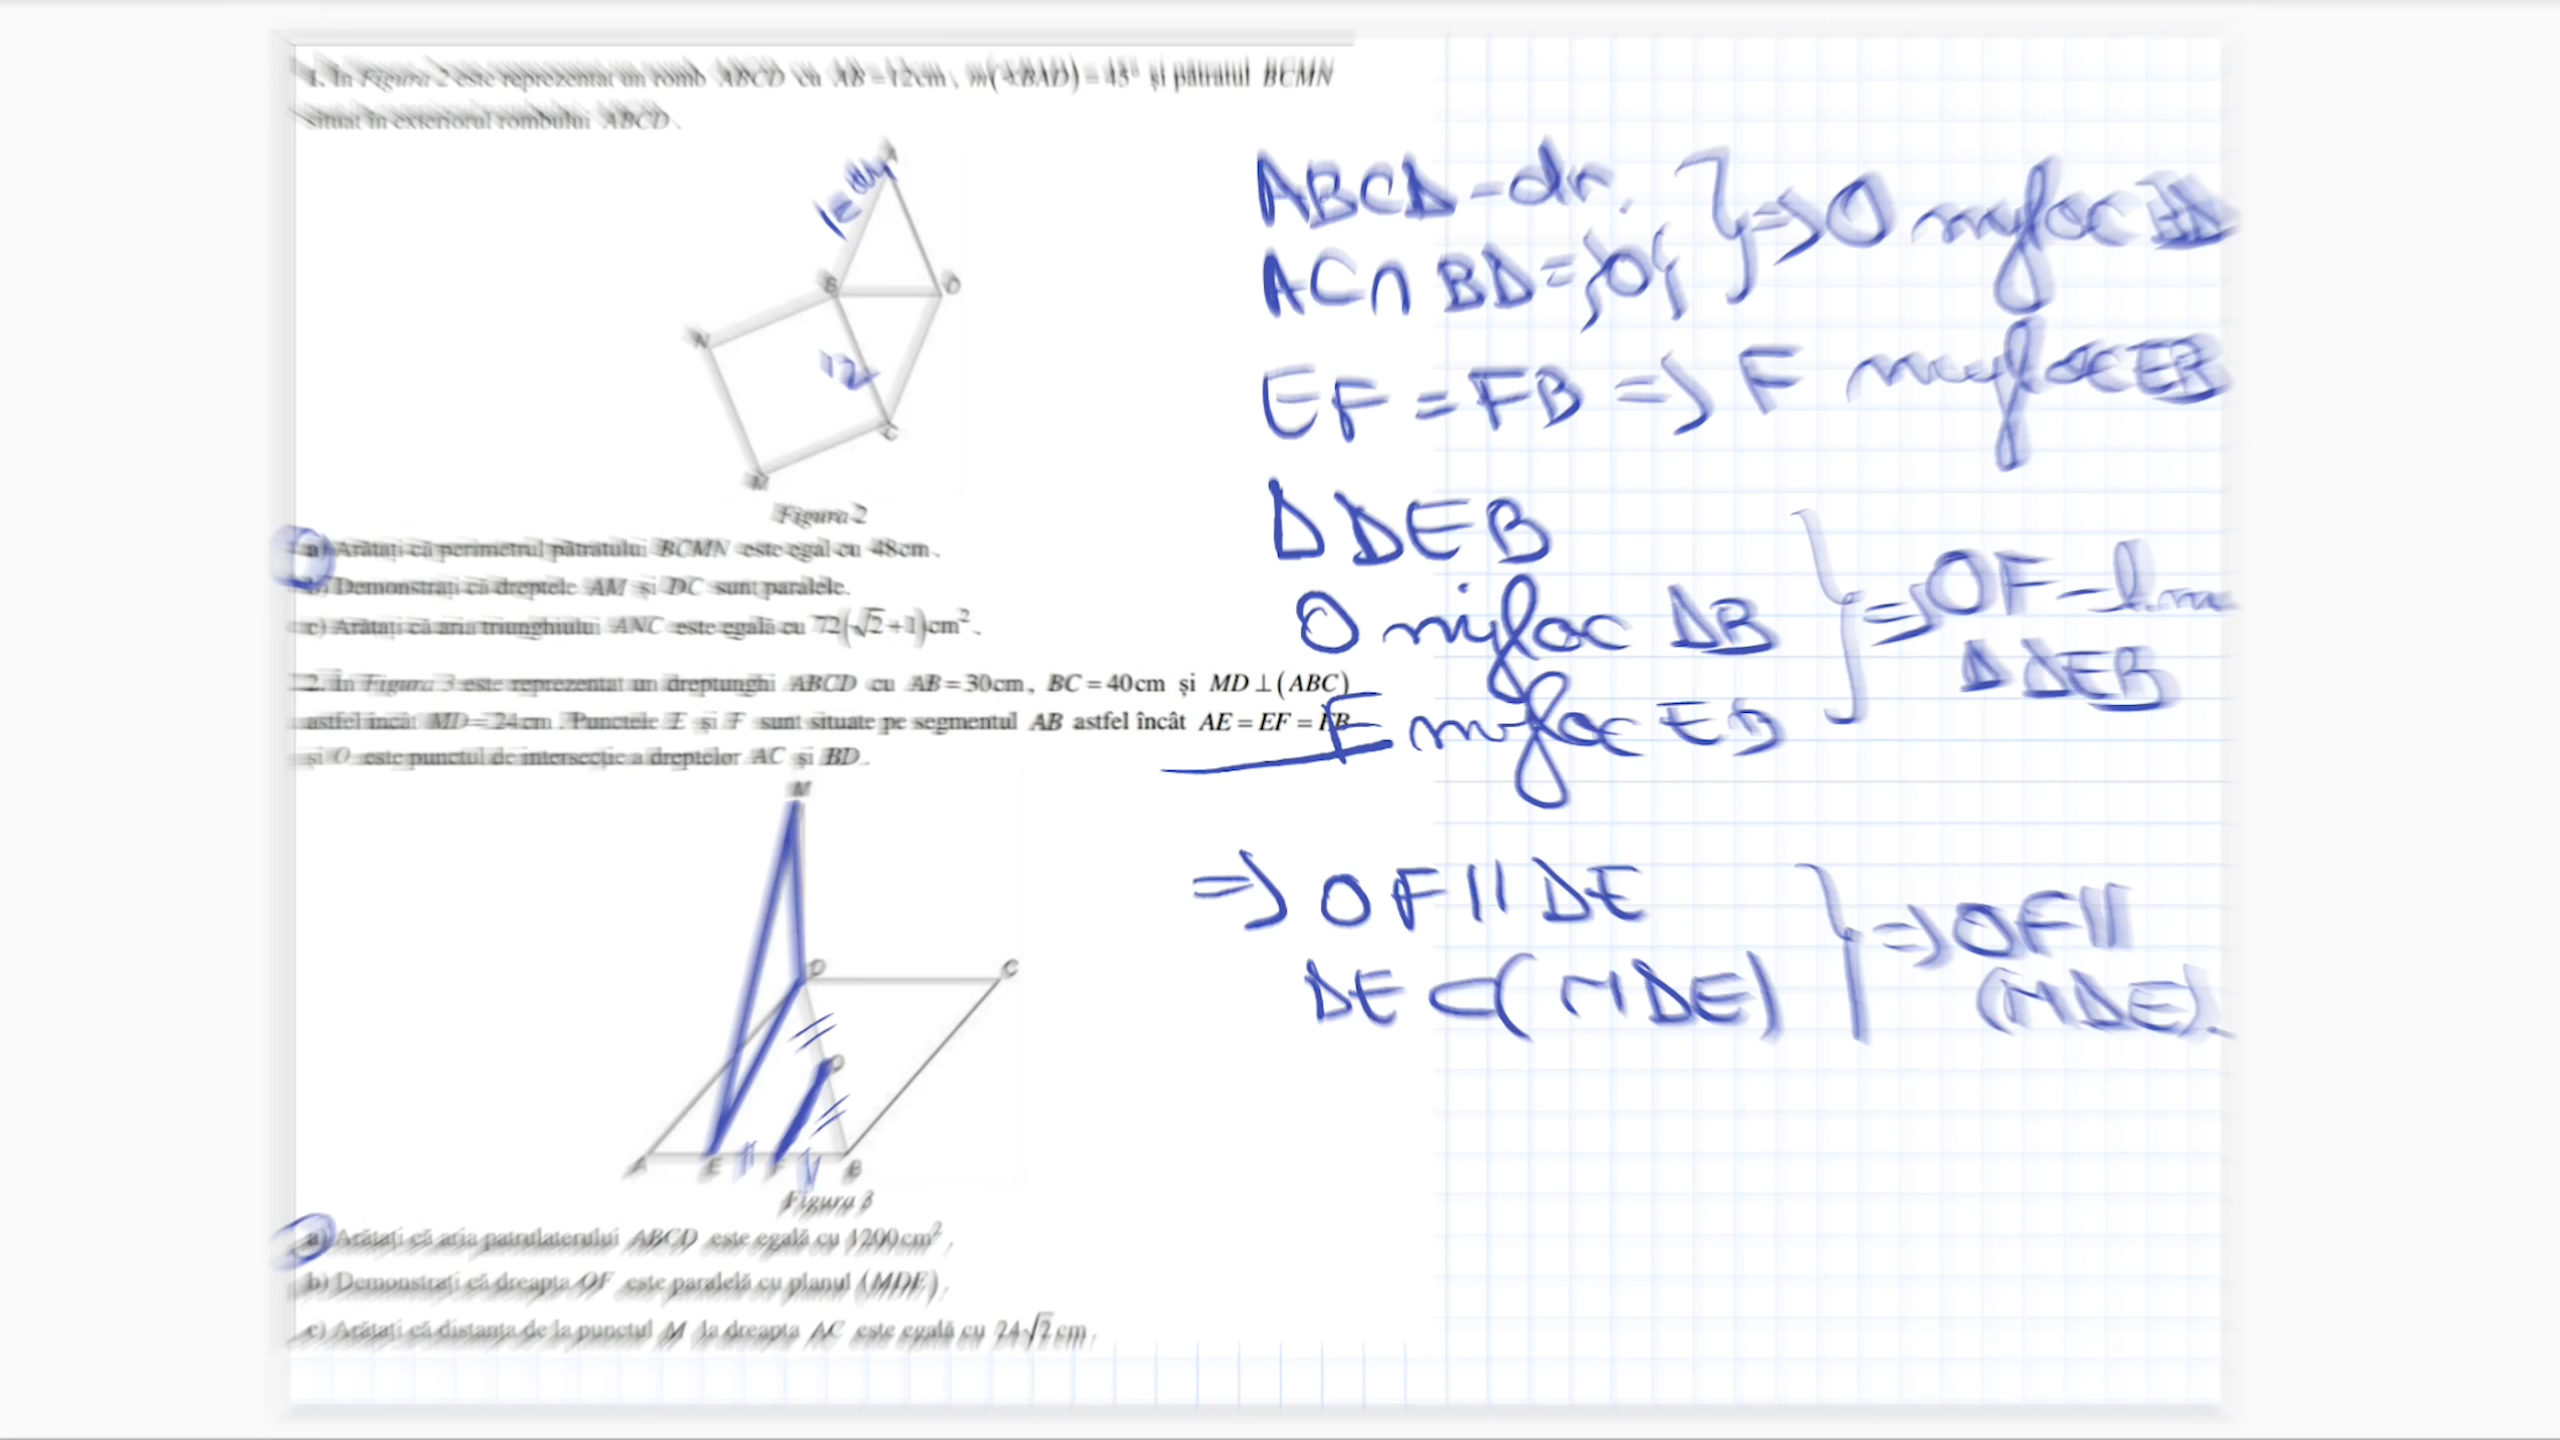 1. În Figura 2 este reprezentat un romb ABCD cu AB = 12cm, m(∢BAD) = 45° și pătratul BCMN
situat în exteriorul rombului ABCD.
A
12
B
D
N
12
C
M
Figura 2
a) Arătați că perimetrul pătratului BCMN este egal cu 48cm.
b) Demonstrați că dreptele AM și DC sunt paralele.
c) Arătați că aria triunghiului ANC este egală cu 72(√2+1)cm².
2. În Figura 3 este reprezentat un dreptunghi ABCD cu AB = 30cm, BC = 40cm și MD ⊥ (ABC)
astfel încât MD = 24cm. Punctele E și F sunt situate pe segmentul AB astfel încât AE = EF = FB
și O este punctul de intersecție a dreptelor AC și BD.
M
D
C
O
A
E
F
B
Figura 3
a) Arătați că aria patrulaterului ABCD este egală cu 1200cm².
b) Demonstrați că dreapta OF este paralelă cu planul (MDE).
c) Arătați că distanța de la punctul M la dreapta AC este egală cu 24√2cm.
ABCD - dr. } => O mijloc BD
AC ∩ BD = {O}
EF = FB => F mijloc EB
Δ DEB
O mijloc DB } => OF - l.m
F mijloc EB Δ DEB
=> OF || DE } => OF ||
DE ⊂ (MDE) (MDE).